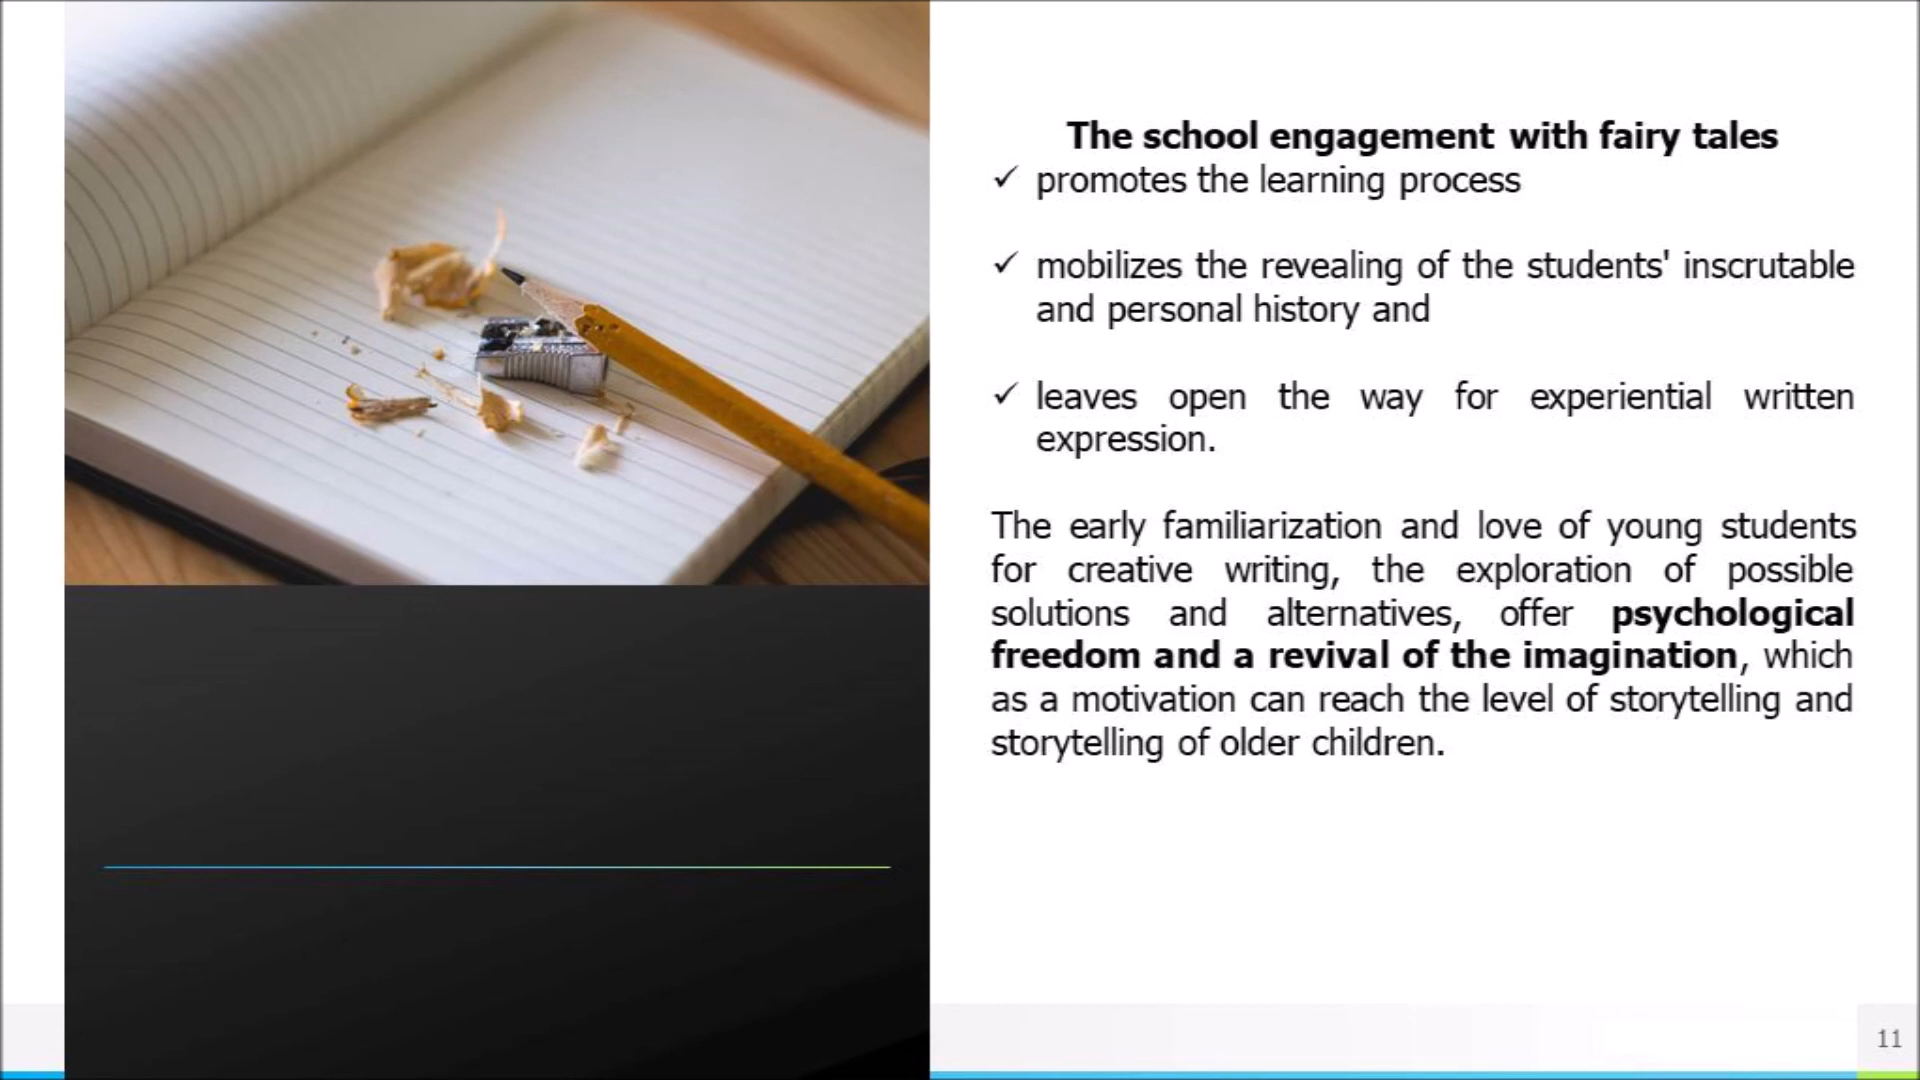 The school engagement with fairy tales
✓ promotes the learning process
✓ mobilizes the revealing of the students' inscrutable
and personal history and
✓ leaves open the way for experiential written
expression.
The early familiarization and love of young students
for creative writing, the exploration of possible
solutions and alternatives, offer psychological
freedom and a revival of the imagination, which
as a motivation can reach the level of storytelling and
storytelling of older children.
11